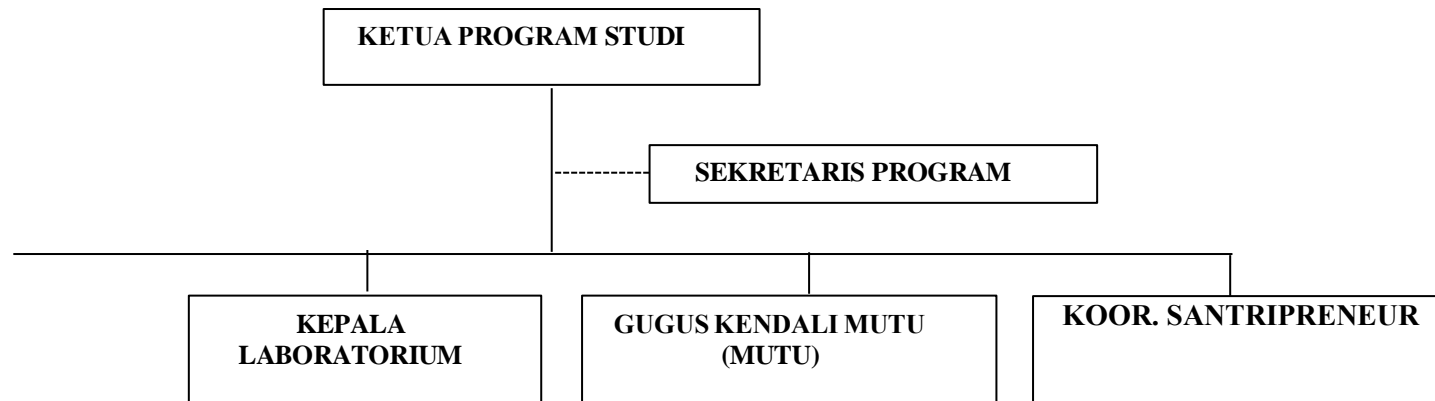 KETUA PROGRAM STUDI
SEKRETARIS PROGRAM
KEPALA
LABORATORIUM
GUGUS KENDALI MUTU
(MUTU)
KOOR. SANTRIPRENEUR